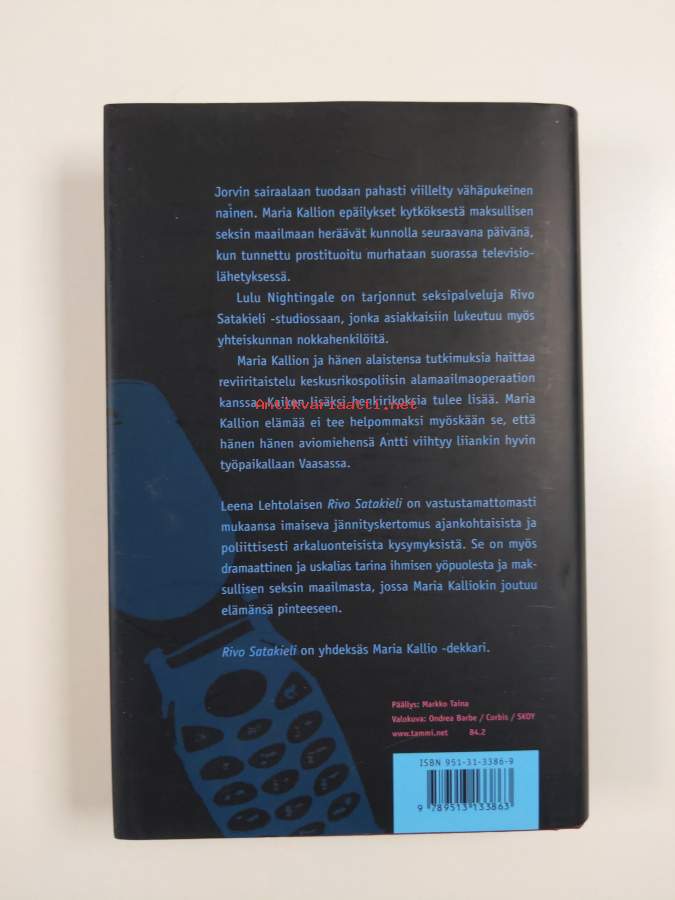 Jorvin sairaalaan tuodaan pahasti viillelty vähäpukeinen
nainen. Maria Kallion epäilykset kytköksestä maksullisen
seksin maailmaan heräävät kunnolla seuraavana päivänä,
kun tunnettu prostituoitu murhataan suorassa televisio-
lähetyksessä.
Lulu Nightingale on tarjonnut seksipalveluja Rivo
Satakieli -studiossaan, jonka asiakkaisiin lukeutuu myös
yhteiskunnan nokkahenkilöitä.
Maria Kallion ja hänen alaistensa tutkimuksia haittaa
reviiritaistelu keskusrikospoliisin alamaailmaoperaation
kanssa. Kaiken lisäksi henkirikoksia tulee lisää. Maria
Antikvariaatti.net
Kallion elämää ei tee helpommaksi myöskään se, että
hänen hänen aviomiehensä Antti viihtyy liiankin hyvin
työpaikallaan Vaasassa.
Leena Lehtolaisen Rivo Satakieli on vastustamattomasti
mukaansa imaiseva jännityskertomus ajankohtaisista ja
poliittisesti arkaluonteisista kysymyksistä. Se on myös
dramaattinen ja uskalias tarina ihmisen yöpuolesta ja mak-
sullisen seksin maailmasta, jossa Maria Kalliokin joutuu
elämänsä pinteeseen.
Rivo Satakieli on yhdeksäs Maria Kallio -dekkari.
Päällys: Markko Taina
Valokuva: Ondrea Barbe / Corbis / SKOY
www.tammi.net 84.2
ISBN 951-31-3386-9
9 789513 133863